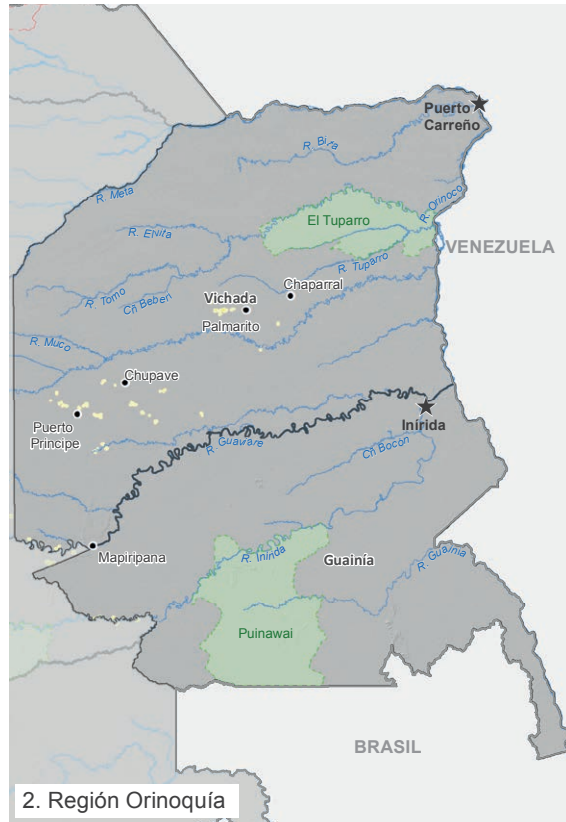 Puerto
Carreño
R. Bita
R. Meta
R. Orinoco
El Tuparro
R. Elvita
VENEZUELA
R. Tuparro
Chaparral
Vichada
R. Tomo
Cñ Beben
Palmarito
R. Muco
Chupave
Puerto
Principe
Inírida
R. Guaviare
Cñ Bocón
Mapiripana
R. Inírida
Guainía
R. Guainía
Puinawai
BRASIL
2. Región Orinoquía